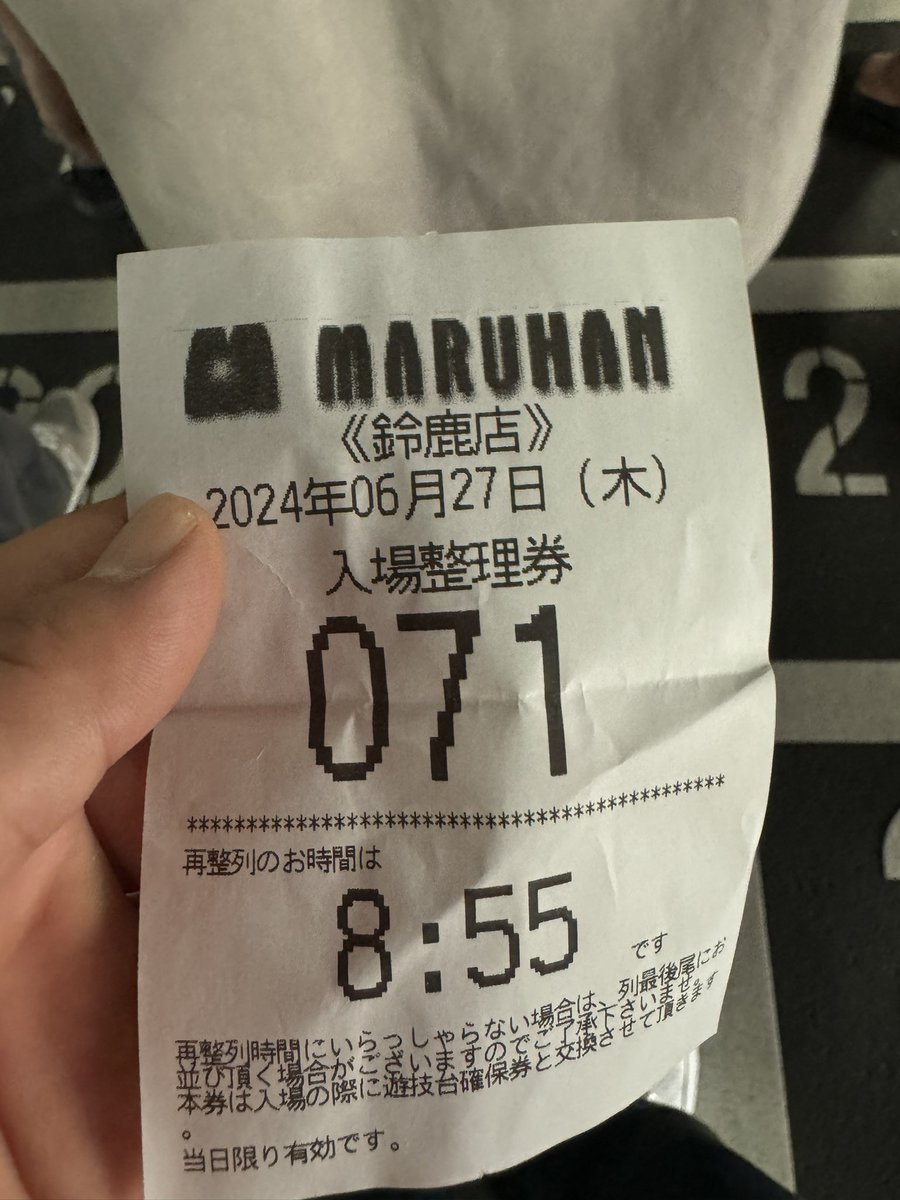 MARUHAN
《鈴鹿店》
2024年06月27日（木）
入場整理券
071
*********************************************
再整列のお時間は
8:55
です
再整列時間にいらっしゃらない場合は、列最後尾にお
並び頂く場合がございますのでご了承下さいませ。
本券は入場の際に遊技台確保券と交換させて頂きます
。
当日限り有効です。
2